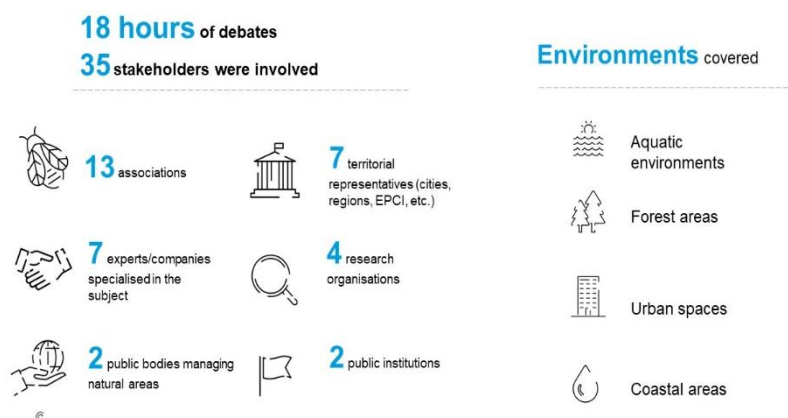 18 hours of debates
35 stakeholders were involved
13 associations
7 territorial
representatives (cities,
regions, EPCI, etc.)
7 experts/companies
specialised in the
subject
4 research
organisations
2 public bodies managing
natural areas
2 public institutions
Environments covered
Aquatic
environments
Forest areas
Urban spaces
Coastal areas